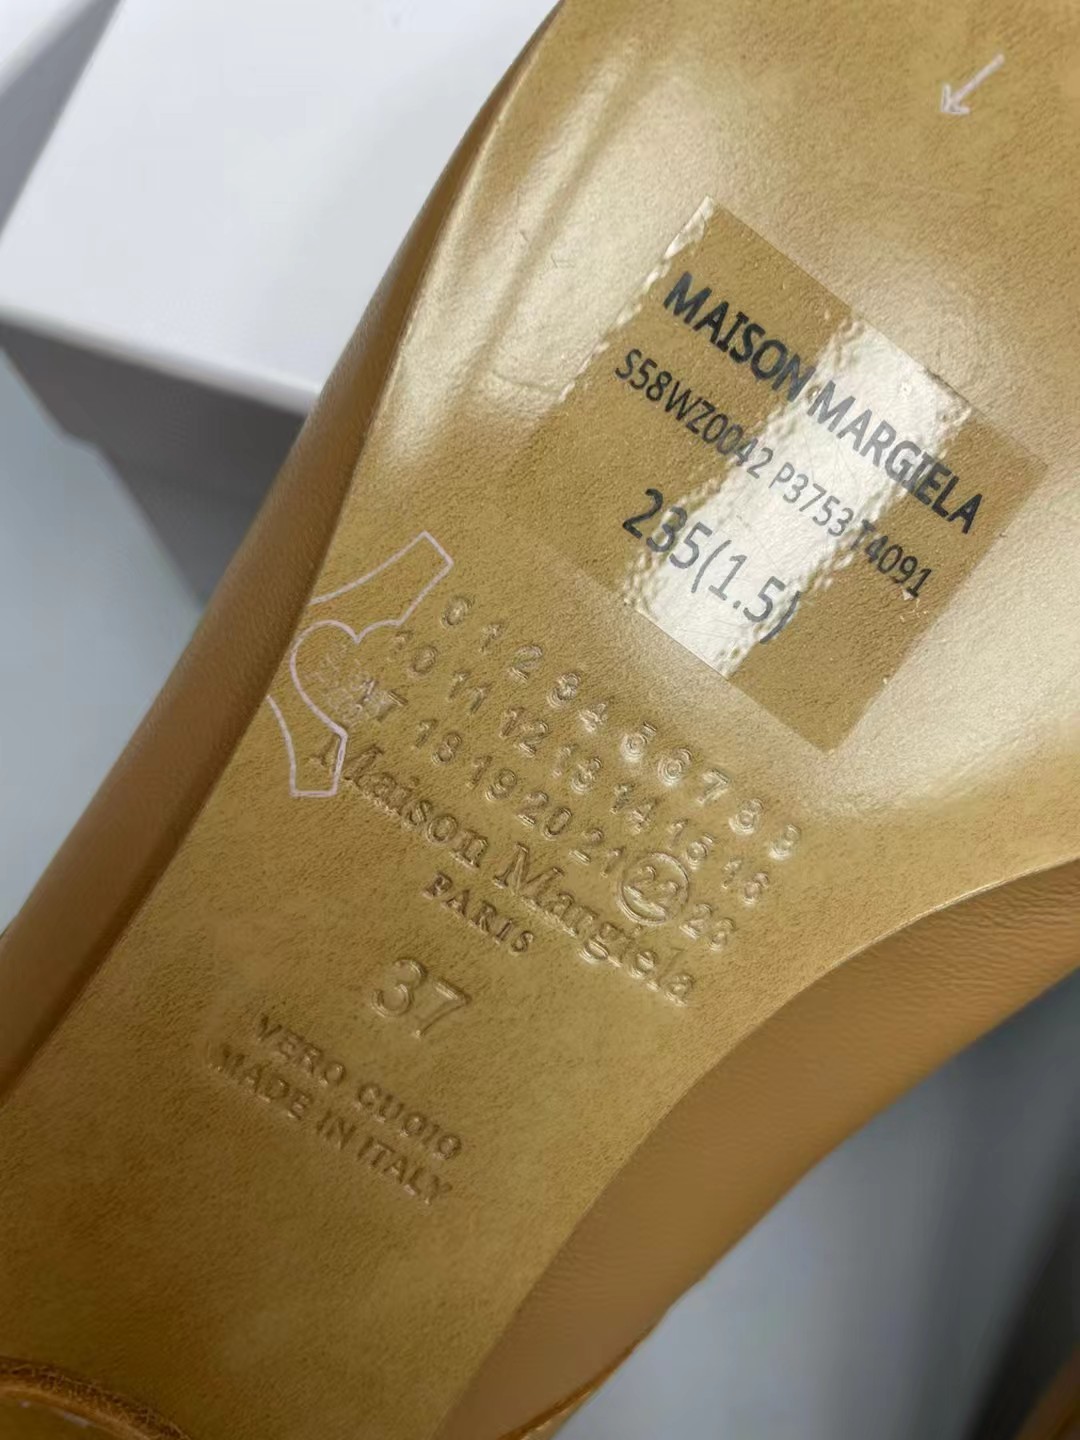 MAISON MARGIELA
S58WZ0042 P3753 T4091
235(1.5)
0 1 2 3 4 5 6 7 8 9
10 11 12 13 14 15 16
17 18 19 20 21 22 23
Maison Margiela
PARIS
37
VERO CUOIO
MADE IN ITALY